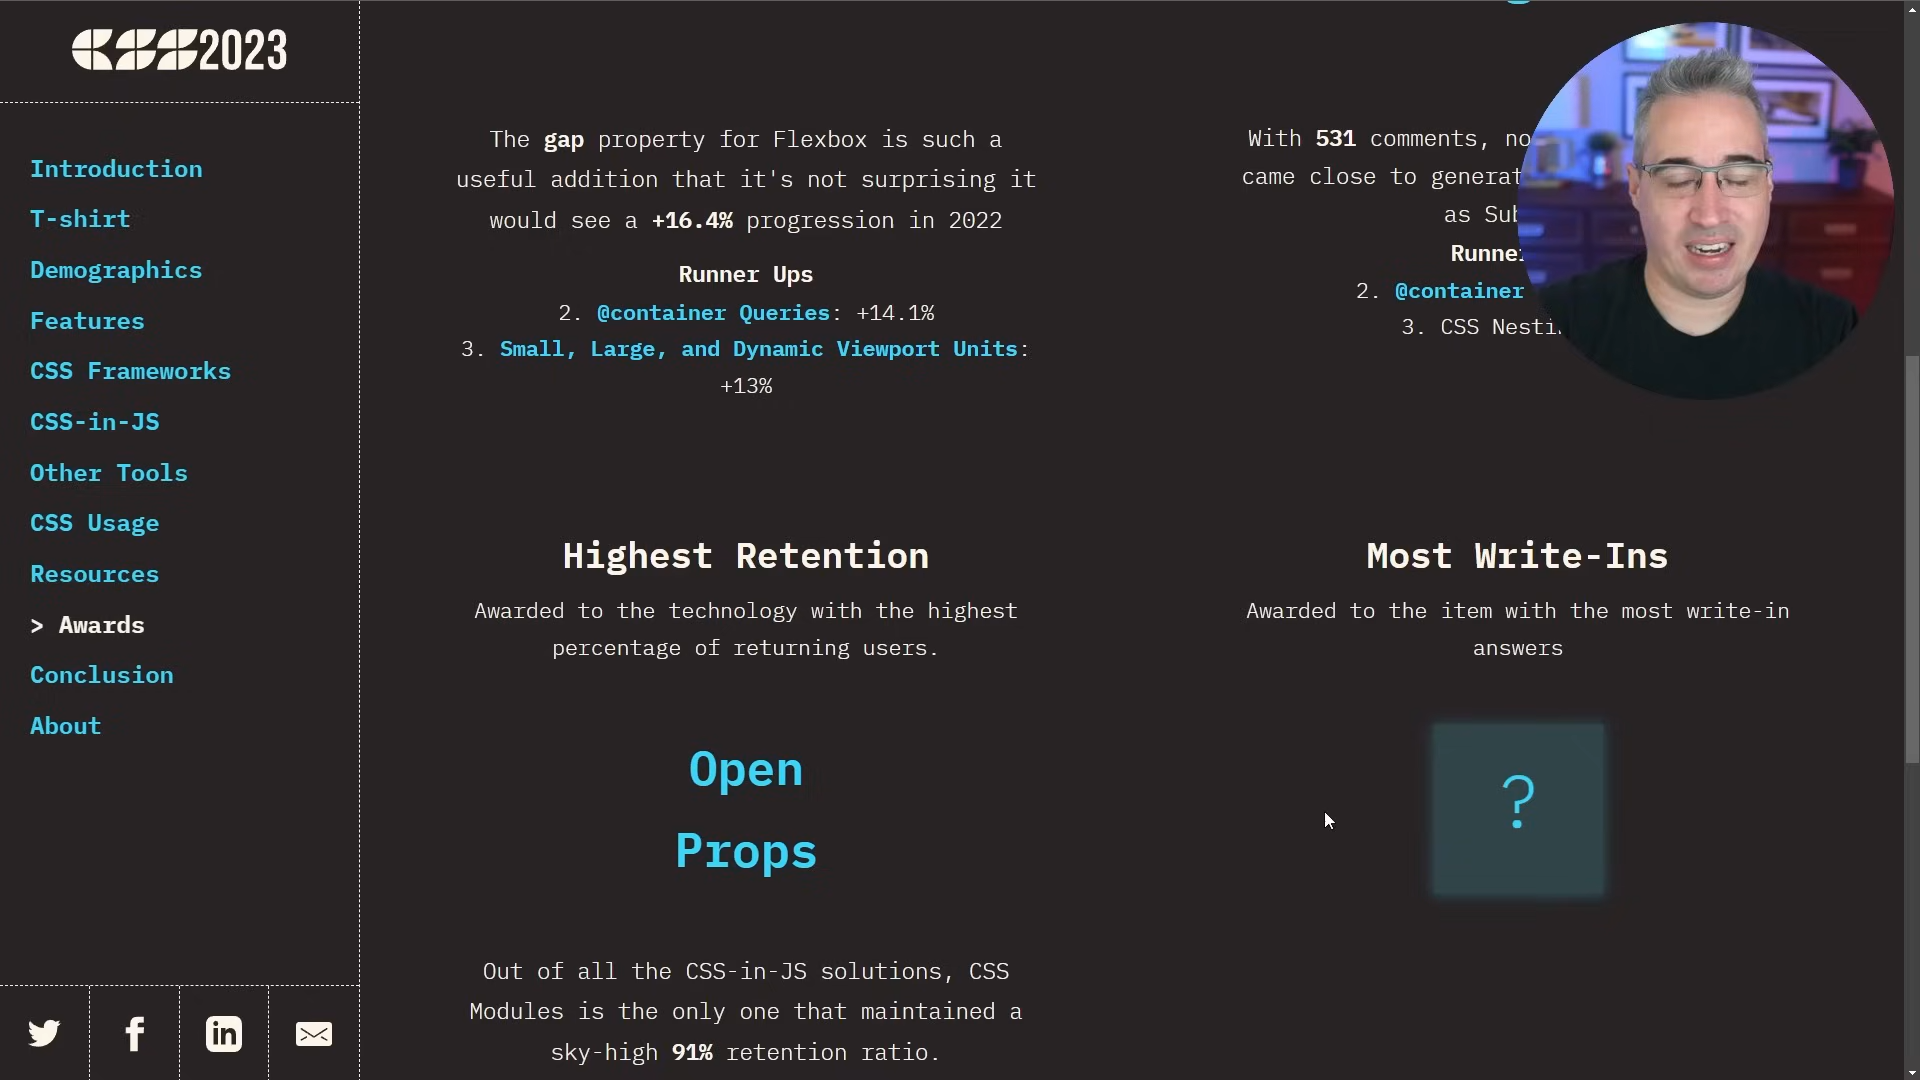 CSS2023
Introduction
T-shirt
Demographics
Features
CSS Frameworks
CSS-in-JS
Other Tools
CSS Usage
Resources
> Awards
Conclusion
About
The gap property for Flexbox is such a
useful addition that it's not surprising it
would see a +16.4% progression in 2022
Runner Ups
2. @container Queries: +14.1%
3. Small, Large, and Dynamic Viewport Units:
+13%
With 531 comments, no
came close to generat
as Sub
Runner
2. @container
3. CSS Nestin
Highest Retention
Awarded to the technology with the highest
percentage of returning users.
Open
Props
Out of all the CSS-in-JS solutions, CSS
Modules is the only one that maintained a
sky-high 91% retention ratio.
Most Write-Ins
Awarded to the item with the most write-in
answers
?